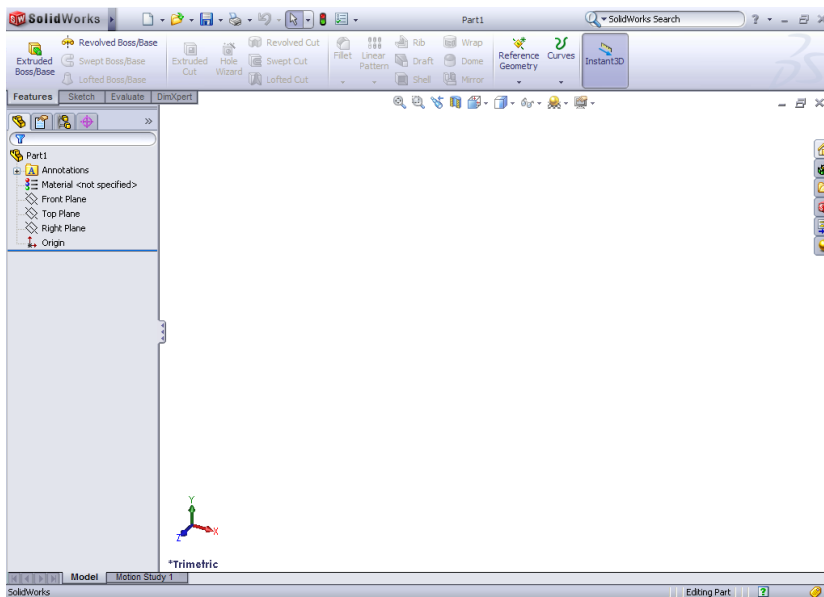 SolidWorks
Part1
SolidWorks Search
Extruded Boss/Base
Revolved Boss/Base
Swept Boss/Base
Lofted Boss/Base
Extruded Cut
Hole Wizard
Revolved Cut
Swept Cut
Lofted Cut
Fillet
Linear Pattern
Rib
Draft
Shell
Wrap
Dome
Mirror
Reference Geometry
Curves
Instant3D
Features Sketch Evaluate DimXpert
Part1
Annotations
Material <not specified>
Front Plane
Top Plane
Right Plane
Origin
Y
X
Z
*Trimetric
Model Motion Study 1
SolidWorks
Editing Part